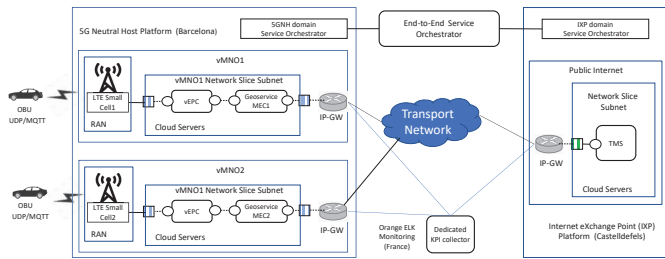 5G Neutral Host Platform (Barcelona)
5GNH domain
Service Orchestrator
End-to-End Service
Orchestrator
IXP domain
Service Orchestrator
vMNO1
vMNO1 Network Slice Subnet
LTE Small
Cell1
RAN
vEPC
Geoservice
MEC1
Cloud Servers
IP-GW
OBU
UDP/MQTT
vMNO2
vMNO1 Network Slice Subnet
LTE Small
Cell2
RAN
vEPC
Geoservice
MEC2
Cloud Servers
IP-GW
OBU
UDP/MQTT
Transport
Network
Orange ELK
Monitoring
(France)
Dedicated
KPI collector
Public Internet
Network Slice
Subnet
IP-GW
TMS
Cloud Servers
Internet eXchange Point (IXP)
Platform (Castelldefels)